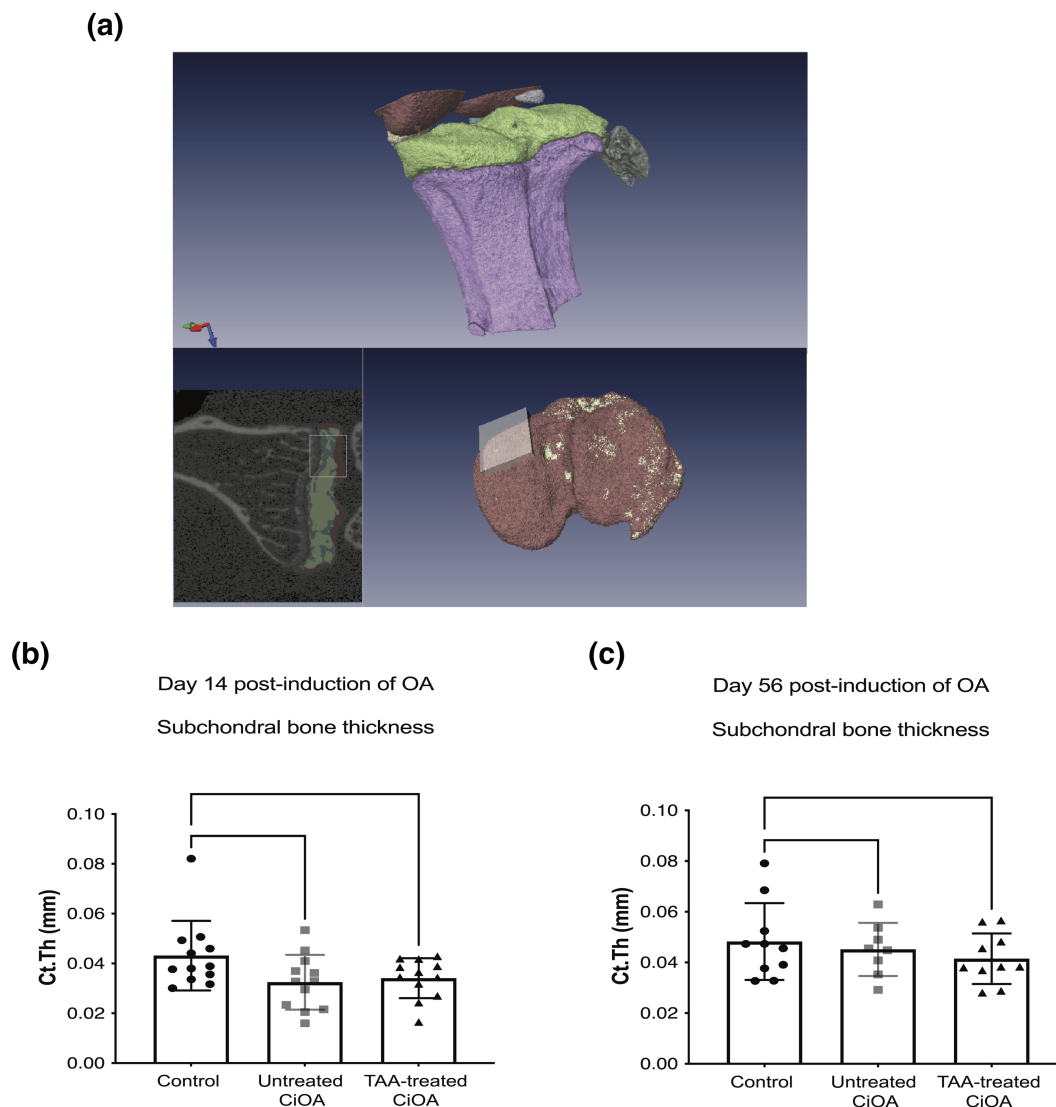 (a)
(b)
Day 14 post-induction of OA
Subchondral bone thickness
Ct.Th (mm)
0.10
0.08
0.06
0.04
0.02
0.00
Control
Untreated
CiOA
TAA-treated
CiOA
(c)
Day 56 post-induction of OA
Subchondral bone thickness
Ct.Th (mm)
0.10
0.08
0.06
0.04
0.02
0.00
Control
Untreated
CiOA
TAA-treated
CiOA